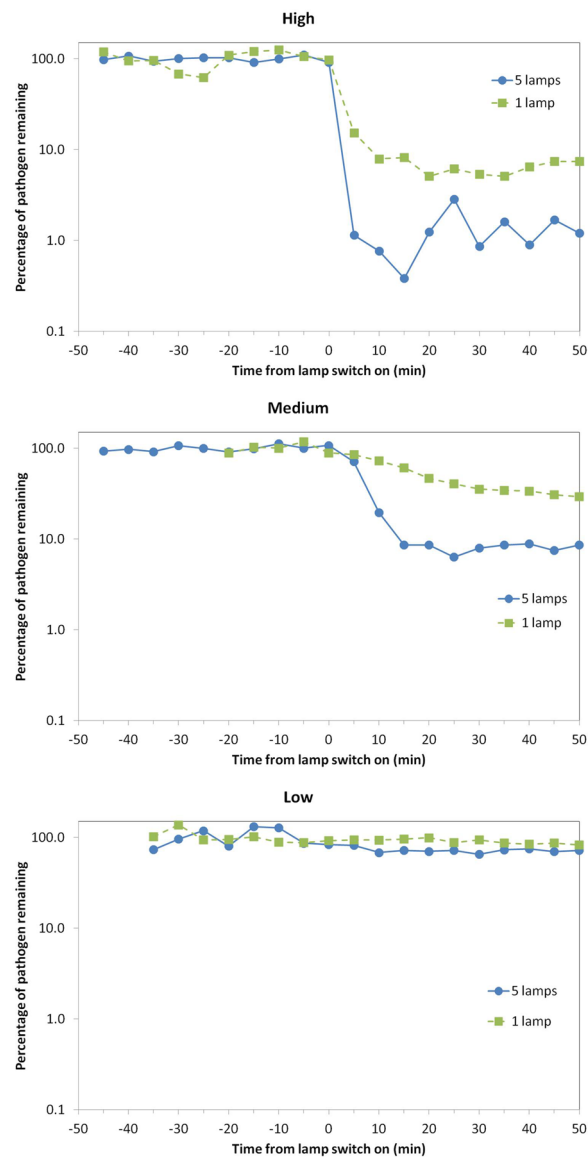 High
100.0
10.0
1.0
0.1
Percentage of pathogen remaining
5 lamps
1 lamp
-50 -40 -30 -20 -10 0 10 20 30 40 50
Time from lamp switch on (min)
Medium
100.0
10.0
1.0
0.1
Percentage of pathogen remaining
5 lamps
1 lamp
-50 -40 -30 -20 -10 0 10 20 30 40 50
Time from lamp switch on (min)
Low
100.0
10.0
1.0
0.1
Percentage of pathogen remaining
5 lamps
1 lamp
-50 -40 -30 -20 -10 0 10 20 30 40 50
Time from lamp switch on (min)